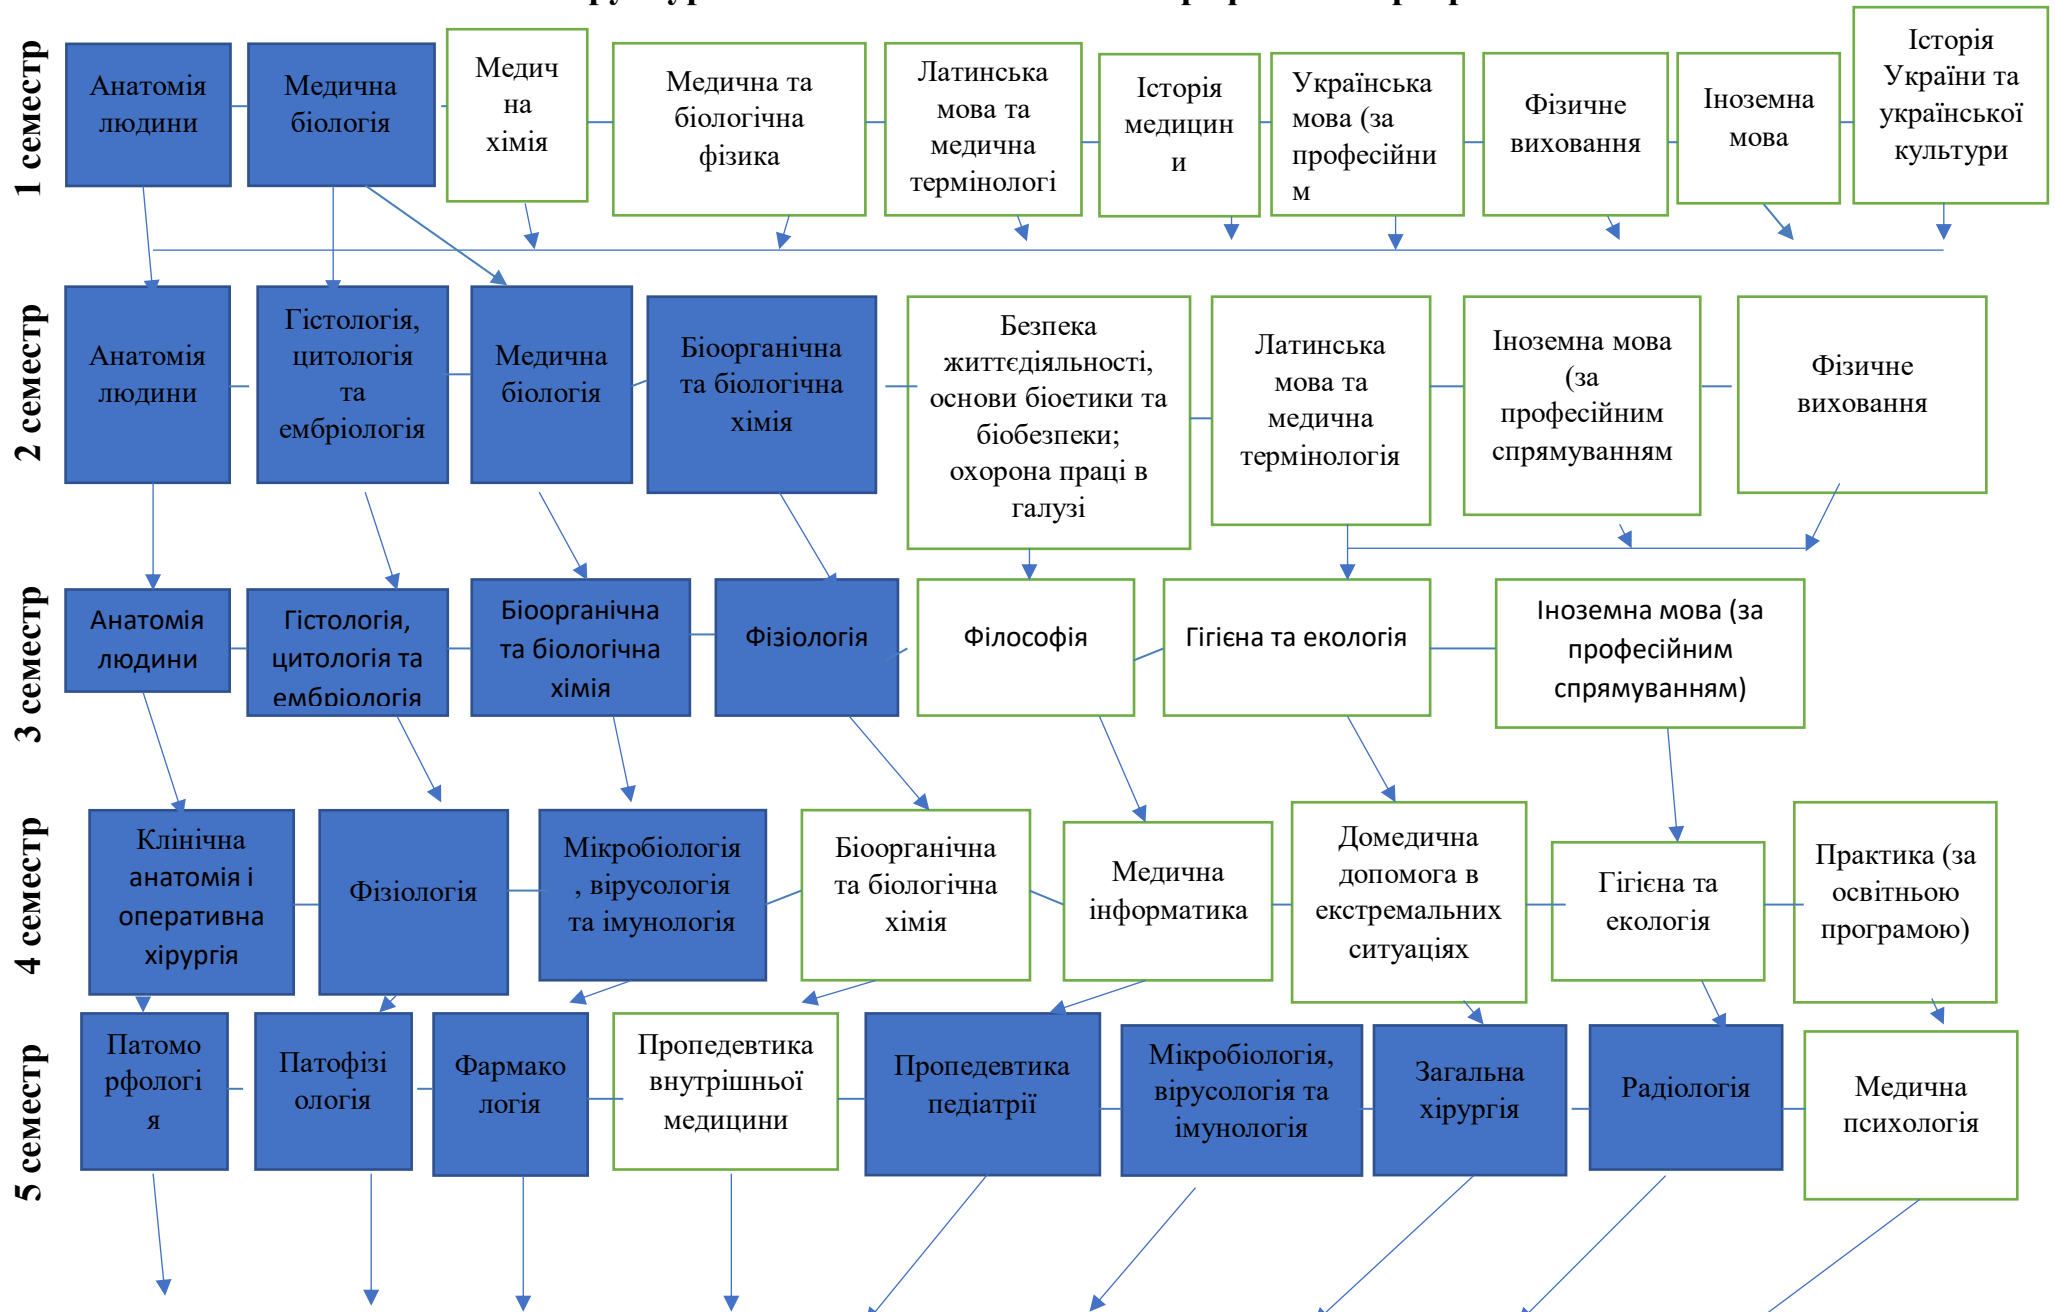 1 семестр
Анатомія
людини
Медична
біологія
Медич
на
хімія
Медична та
біологічна
фізика
Латинська
мова та
медична
термінологі
Історія
медицин
и
Українська
мова (за
професійни
м
Фізичне
виховання
Іноземна
мова
Історія
України та
української
культури
2 семестр
Анатомія
людини
Гістологія,
цитологія
та
ембріологія
Медична
біологія
Біоорганічна
та біологічна
хімія
Безпека
життєдіяльності,
основи біоетики та
біобезпеки;
охорона праці в
галузі
Латинська
мова та
медична
термінологія
Іноземна мова
(за
професійним
спрямуванням
Фізичне
виховання
3 семестр
Анатомія
людини
Гістологія,
цитологія та
ембріологія
Біоорганічна
та біологічна
хімія
Фізіологія
Філософія
Гігієна та екологія
Іноземна мова (за
професійним
спрямуванням)
4 семестр
Клінічна
анатомія і
оперативна
хірургія
Фізіологія
Мікробіологія
, вірусологія
та імунологія
Біоорганічна
та біологічна
хімія
Медична
інформатика
Домедична
допомога в
екстремальних
ситуаціях
Гігієна та
екологія
Практика (за
освітньою
програмою)
5 семестр
Патомо
рфологі
я
Патофізі
ологія
Фармако
логія
Пропедевтика
внутрішньої
медицини
Пропедевтика
педіатрії
Мікробіологія,
вірусологія та
імунологія
Загальна
хірургія
Радіологія
Медична
психологія